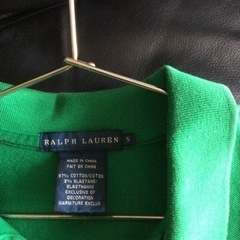 RALPH LAUREN S
MADE IN CHINA
FAIT EN CHINE
97% COTTON/COTON
3% ELASTANE/
ELASTHANNE
EXCLUSIVE OF
DECORATION
GARNITURE EXCLUE